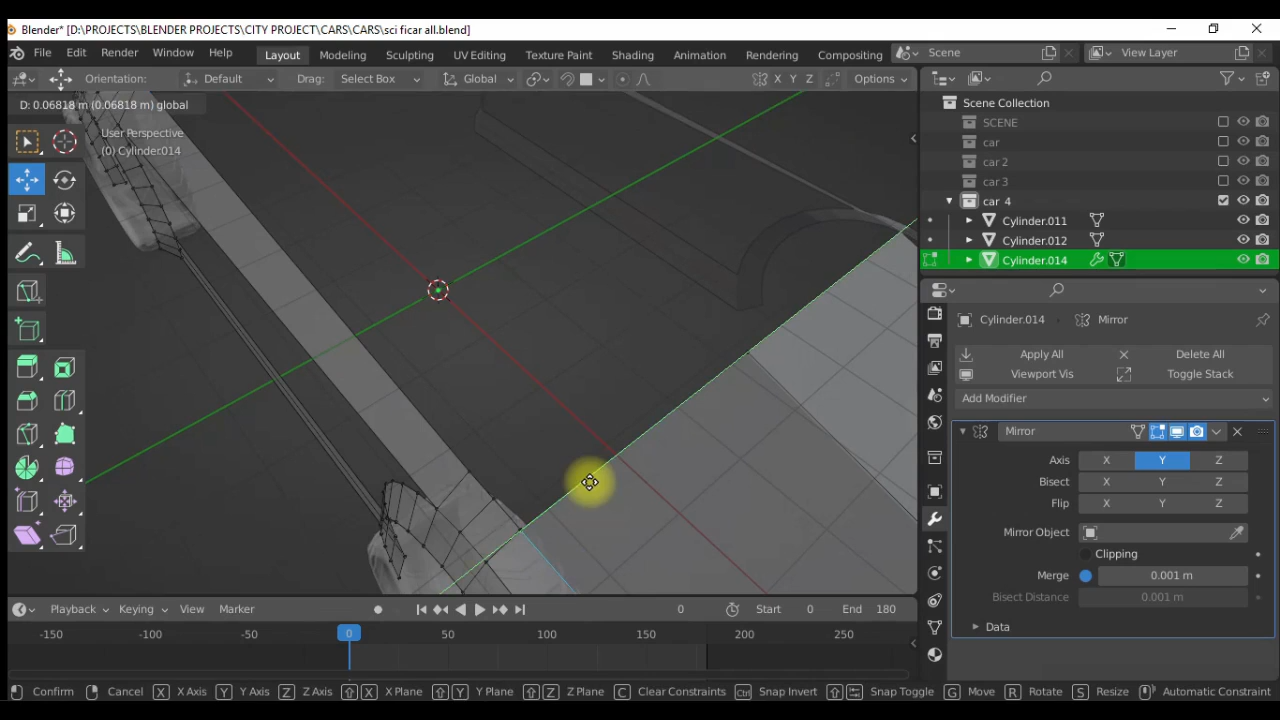 Blender* [D:\PROJECTS\BLENDER PROJECTS\CITY PROJECT\CARS\CARS\sci ficar all.blend]
File Edit Render Window Help Layout Modeling Sculpting UV Editing Texture Paint Shading Animation Rendering Compositing Scene View Layer
Orientation: Default Drag: Select Box Global X Y Z Options
D: 0.06818 m (0.06818 m) global
User Perspective
(0) Cylinder.014
Scene Collection
SCENE
car
car 2
car 3
car 4
Cylinder.011
Cylinder.012
Cylinder.014
Cylinder.014 Mirror
Apply All Delete All
Viewport Vis Toggle Stack
Add Modifier
Mirror
Axis X Y Z
Bisect X Y Z
Flip X Y Z
Mirror Object
Clipping
Merge 0.001 m
Bisect Distance 0.001 m
Data
Playback Keying View Marker 0 Start 0 End 180
-150 -100 -50 0 50 100 150 200 250
Confirm Cancel X X Axis Y Y Axis Z Z Axis X X Plane Y Y Plane Z Z Plane C Clear Constraints Ctrl Snap Invert Snap Toggle G Move R Rotate S Resize Automatic Constraint